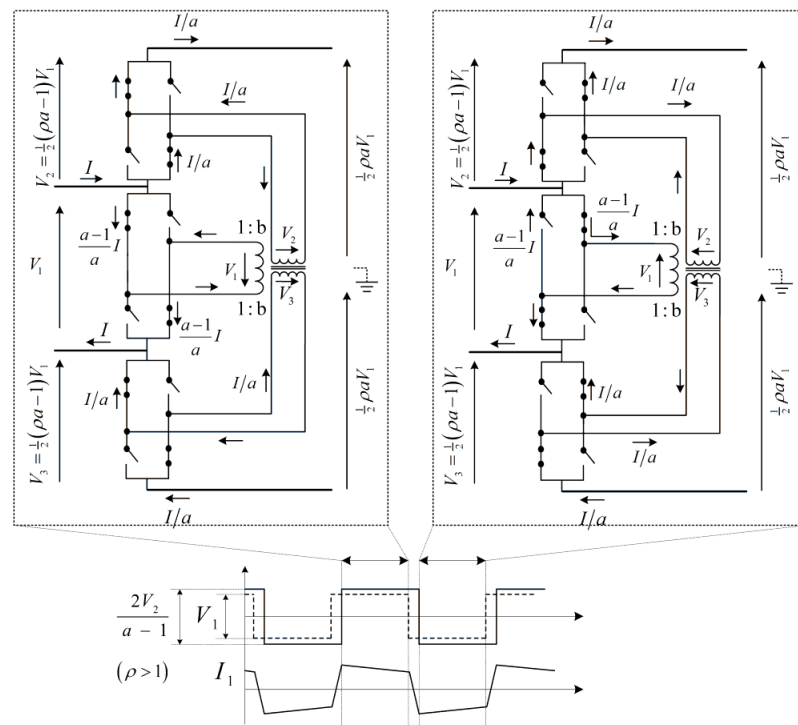 I/a
I/a
I/a
V₂ = ½(ρa−1)V₁
I
½ρaV₁
a−1/a I
1:b
V₂
V₁
V₁
1:b
V₃
a−1/a I
I
I/a
I/a
V₃ = ½(ρa−1)V₁
½ρaV₁
I/a
I/a
I/a
I/a
V₂ = ½(ρa−1)V₁
I
½ρaV₁
a−1/a I
a−1/a I
1:b
V₂
V₁
V₁
1:b
V₃
I
I/a
V₃ = ½(ρa−1)V₁
½ρaV₁
I/a
I/a
2V₂/a − 1
V₁
(ρ>1)
I₁